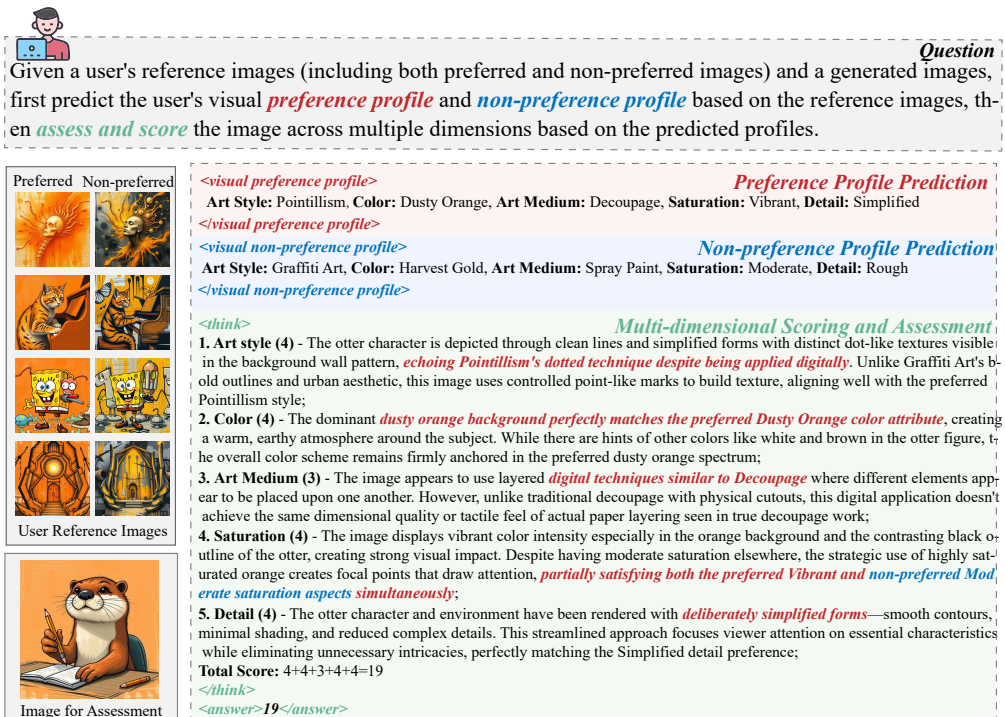 Question
Given a user's reference images (including both preferred and non-preferred images) and a generated images,
first predict the user's visual preference profile and non-preference profile based on the reference images, th-
en assess and score the image across multiple dimensions based on the predicted profiles.
Preferred Non-preferred
User Reference Images
Image for Assessment
<visual preference profile>
Preference Profile Prediction
Art Style: Pointillism, Color: Dusty Orange, Art Medium: Decoupage, Saturation: Vibrant, Detail: Simplified
</visual preference profile>
<visual non-preference profile>
Non-preference Profile Prediction
Art Style: Graffiti Art, Color: Harvest Gold, Art Medium: Spray Paint, Saturation: Moderate, Detail: Rough
</visual non-preference profile>
<think>
Multi-dimensional Scoring and Assessment
1. Art style (4) - The otter character is depicted through clean lines and simplified forms with distinct dot-like textures visible
in the background wall pattern, echoing Pointillism's dotted technique despite being applied digitally. Unlike Graffiti Art's b-
old outlines and urban aesthetic, this image uses controlled point-like marks to build texture, aligning well with the preferred
Pointillism style;
2. Color (4) - The dominant dusty orange background perfectly matches the preferred Dusty Orange color attribute, creating
a warm, earthy atmosphere around the subject. While there are hints of other colors like white and brown in the otter figure, t-
he overall color scheme remains firmly anchored in the preferred dusty orange spectrum;
3. Art Medium (3) - The image appears to use layered digital techniques similar to Decoupage where different elements app-
ear to be placed upon one another. However, unlike traditional decoupage with physical cutouts, this digital application doesn't
achieve the same dimensional quality or tactile feel of actual paper layering seen in true decoupage work;
4. Saturation (4) - The image displays vibrant color intensity especially in the orange background and the contrasting black o-
utline of the otter, creating strong visual impact. Despite having moderate saturation elsewhere, the strategic use of highly sat-
urated orange creates focal points that draw attention, partially satisfying both the preferred Vibrant and non-preferred Mod
erate saturation aspects simultaneously;
5. Detail (4) - The otter character and environment have been rendered with deliberately simplified forms—smooth contours,
minimal shading, and reduced complex details. This streamlined approach focuses viewer attention on essential characteristics
while eliminating unnecessary intricacies, perfectly matching the Simplified detail preference;
Total Score: 4+4+3+4+4=19
</think>
<answer>19</answer>